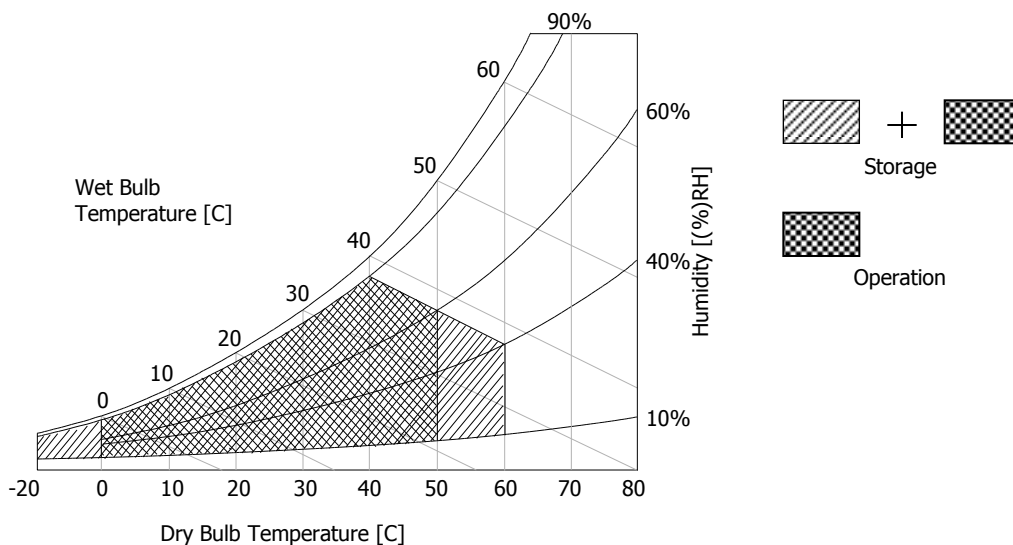 90%
60
60%
50
Wet Bulb
Temperature [C]
40
40%
30
20
10
0
10%
Humidity [(%)RH]
-20 0 10 20 30 40 50 60 70 80
Dry Bulb Temperature [C]
+
Storage
Operation